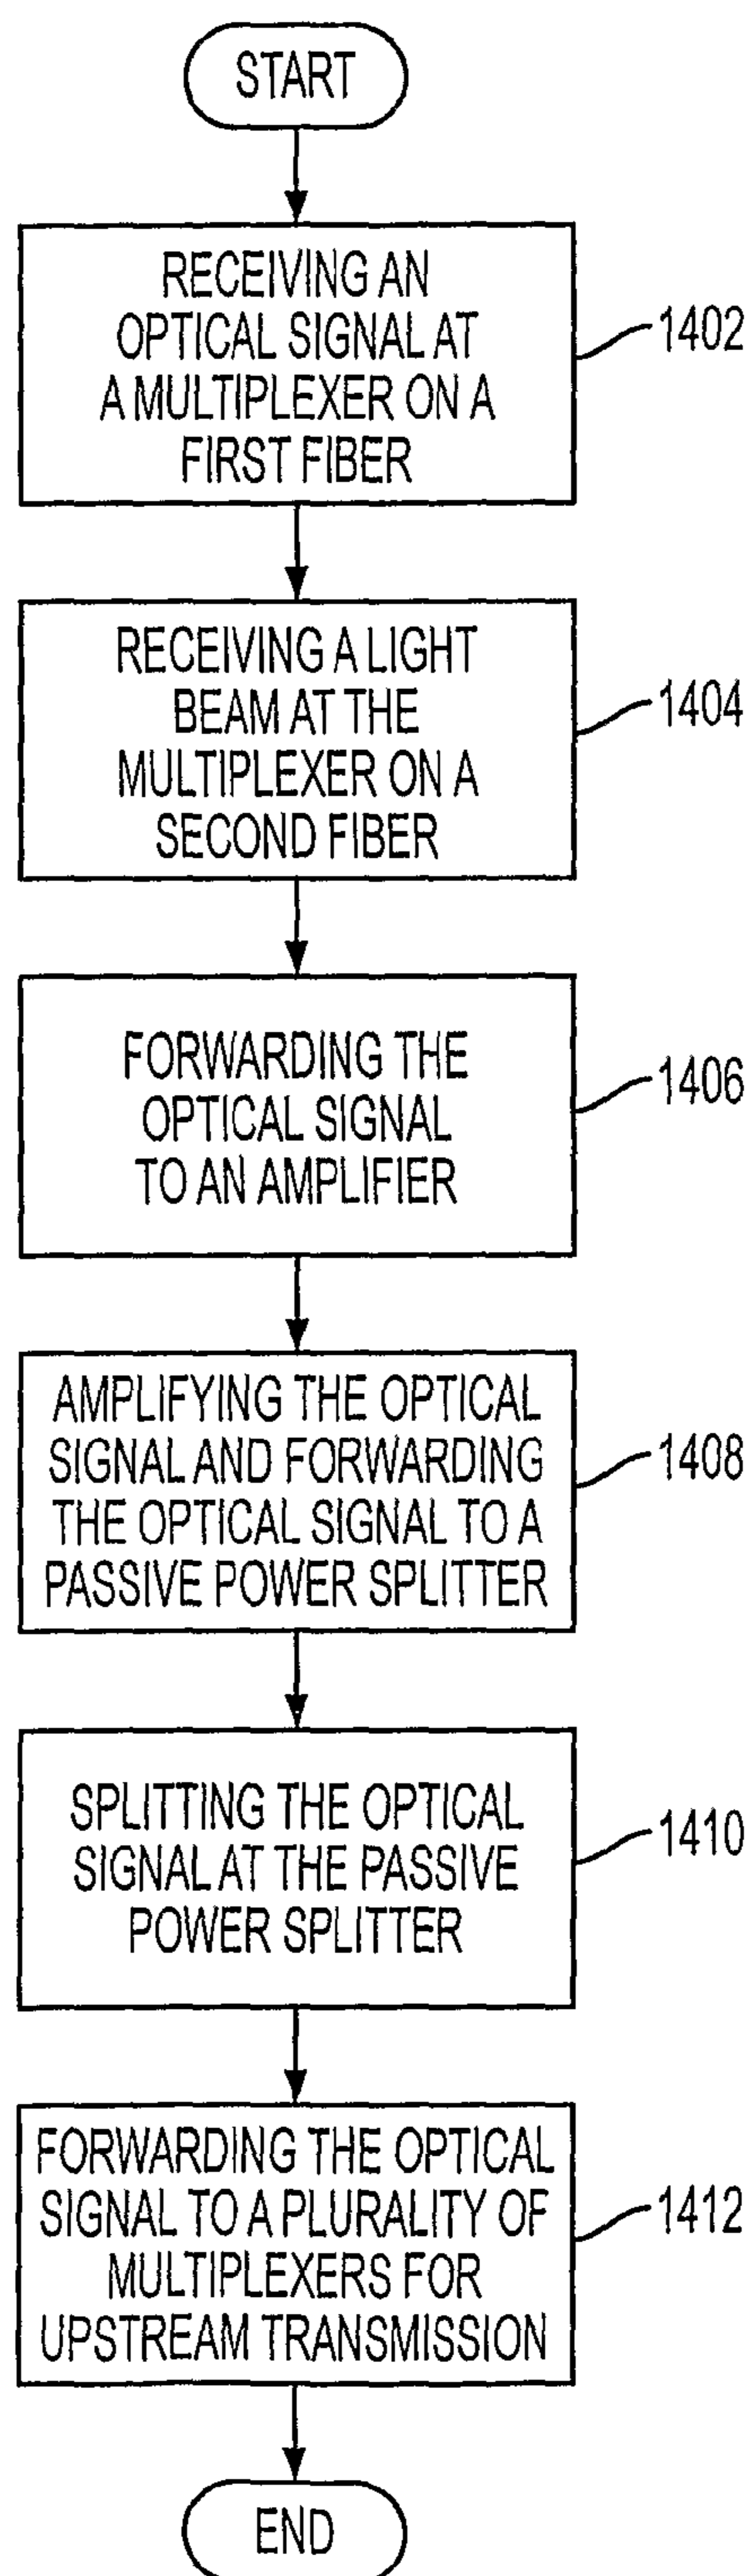 START
RECEIVING AN
OPTICAL SIGNAL AT
A MULTIPLEXER ON A
FIRST FIBER
1402
RECEIVING A LIGHT
BEAM AT THE
MULTIPLEXER ON A
SECOND FIBER
1404
FORWARDING THE
OPTICAL SIGNAL
TO AN AMPLIFIER
1406
AMPLIFYING THE OPTICAL
SIGNAL AND FORWARDING
THE OPTICAL SIGNAL TO A
PASSIVE POWER SPLITTER
1408
SPLITTING THE OPTICAL
SIGNAL AT THE PASSIVE
POWER SPLITTER
1410
FORWARDING THE OPTICAL
SIGNAL TO A PLURALITY OF
MULTIPLEXERS FOR
UPSTREAM TRANSMISSION
1412
END